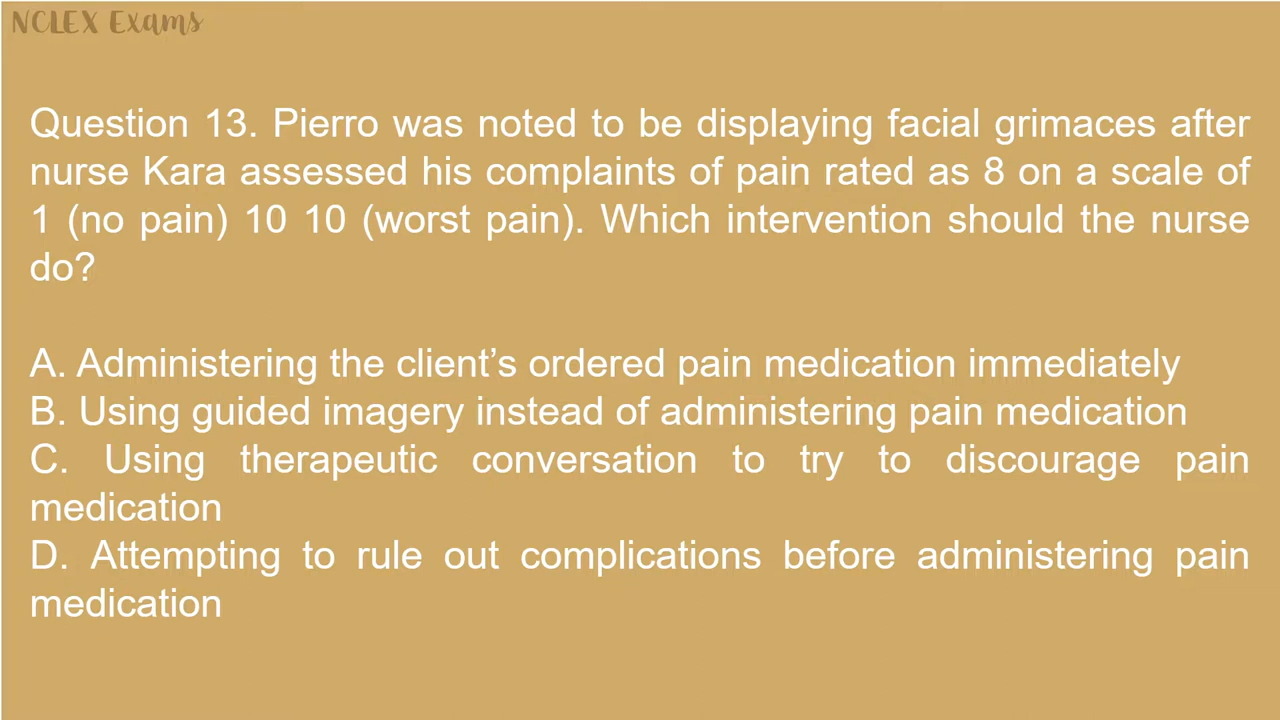 NCLEX Exams
Question 13. Pierro was noted to be displaying facial grimaces after
nurse Kara assessed his complaints of pain rated as 8 on a scale of
1 (no pain) 10 10 (worst pain). Which intervention should the nurse
do?
A. Administering the client’s ordered pain medication immediately
B. Using guided imagery instead of administering pain medication
C. Using therapeutic conversation to try to discourage pain
medication
D. Attempting to rule out complications before administering pain
medication